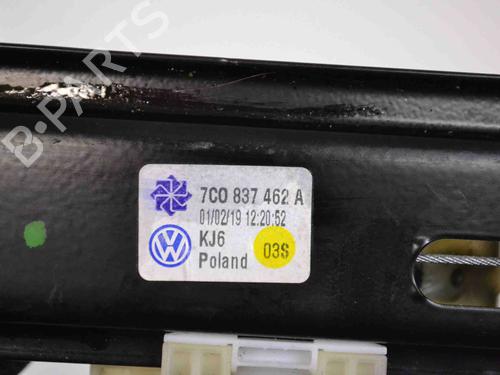 B-PARTS
7C0 837 462 A
01/02/19 12:20:52
KJ6
03S
Poland